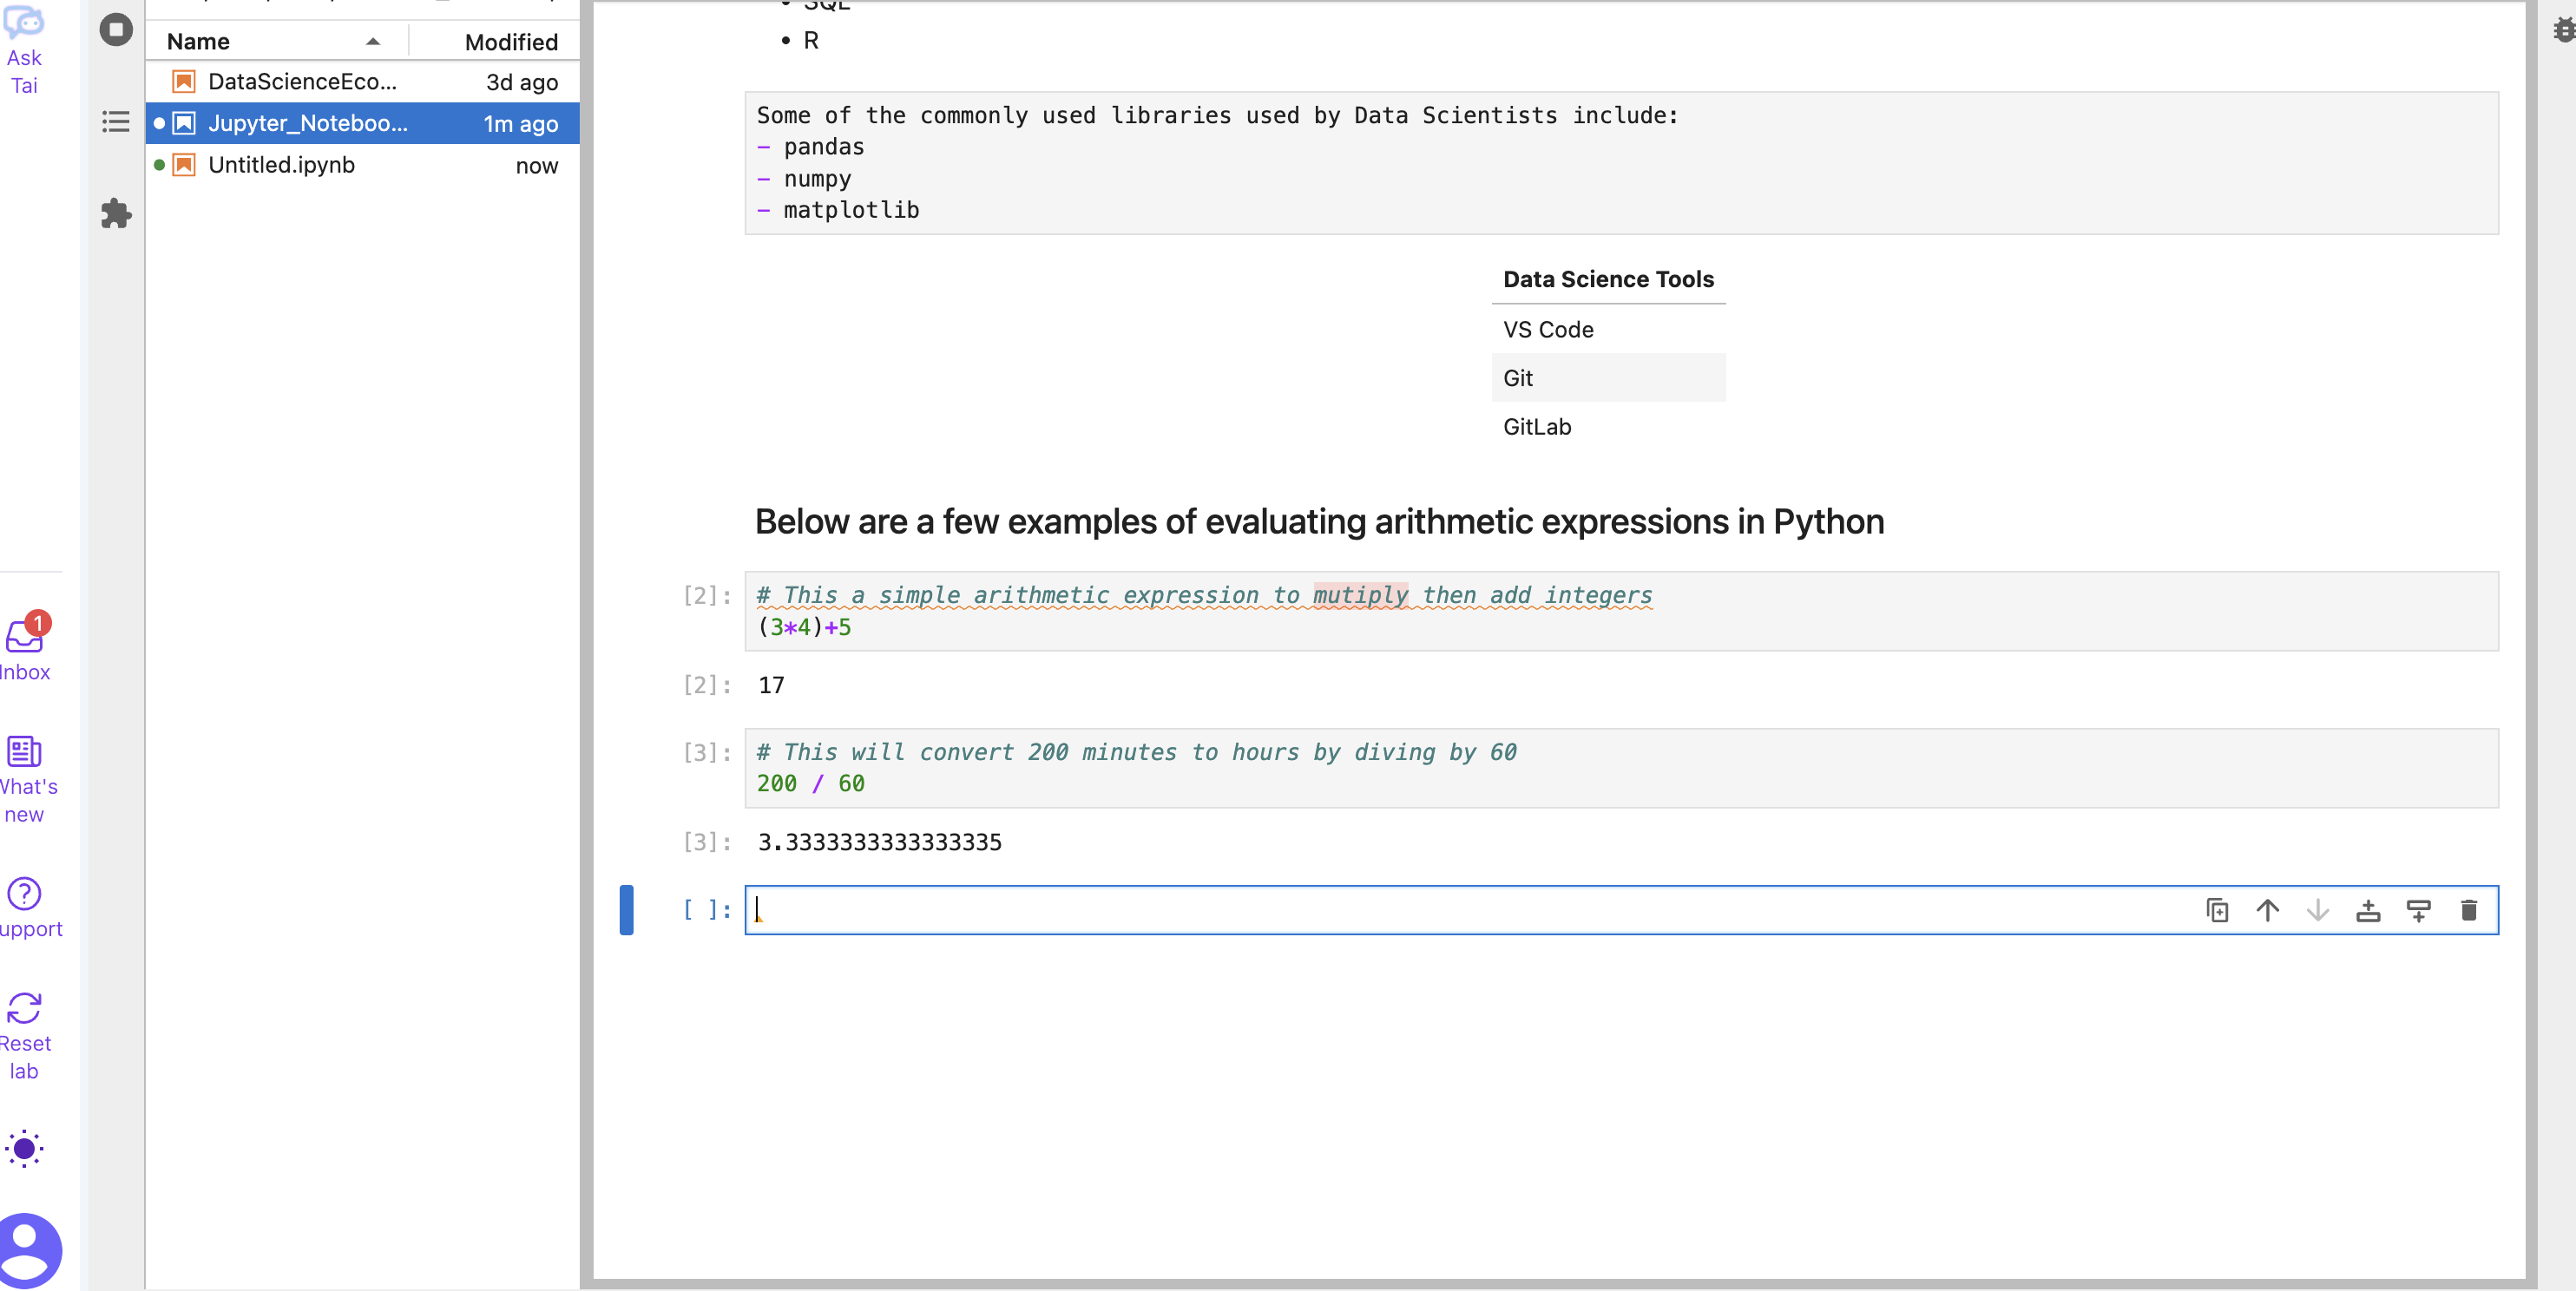 Ask
Tai
Inbox
1
What's
new
upport
Reset
lab
Name
Modified
DataScienceEco...
3d ago
Jupyter_Noteboo...
1m ago
Untitled.ipynb
now
• SQL
• R
Some of the commonly used libraries used by Data Scientists include:
- pandas
- numpy
- matplotlib
Data Science Tools
VS Code
Git
GitLab
Below are a few examples of evaluating arithmetic expressions in Python
[2]: # This a simple arithmetic expression to mutiply then add integers
(3*4)+5
[2]: 17
[3]: # This will convert 200 minutes to hours by diving by 60
200 / 60
[3]: 3.3333333333333335
[ ]: